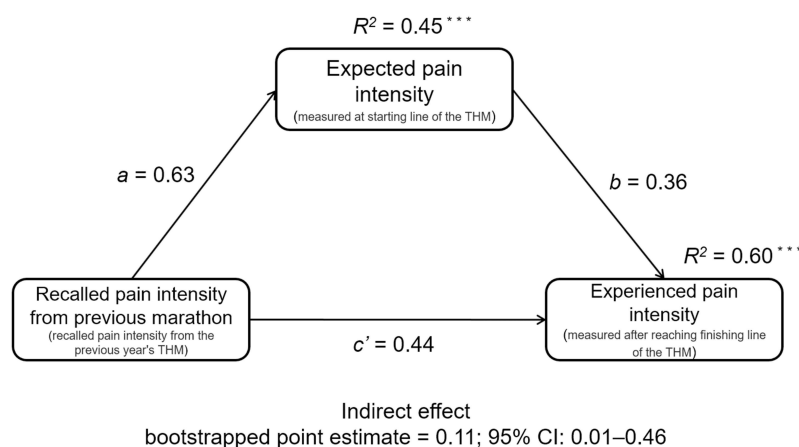 R² = 0.45***
Expected pain
intensity
(measured at starting line of the THM)
a = 0.63
b = 0.36
R² = 0.60***
Recalled pain intensity
from previous marathon
(recalled pain intensity from the
previous year's THM)
c' = 0.44
Experienced pain
intensity
(measured after reaching finishing line
of the THM)
Indirect effect
bootstrapped point estimate = 0.11; 95% CI: 0.01–0.46